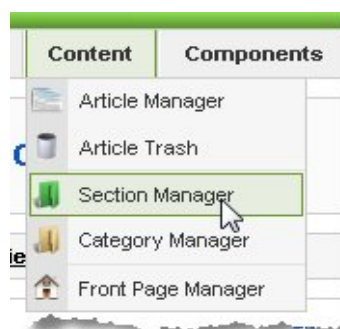 Content Components
Article Manager
Article Trash
Section Manager
Category Manager
Front Page Manager